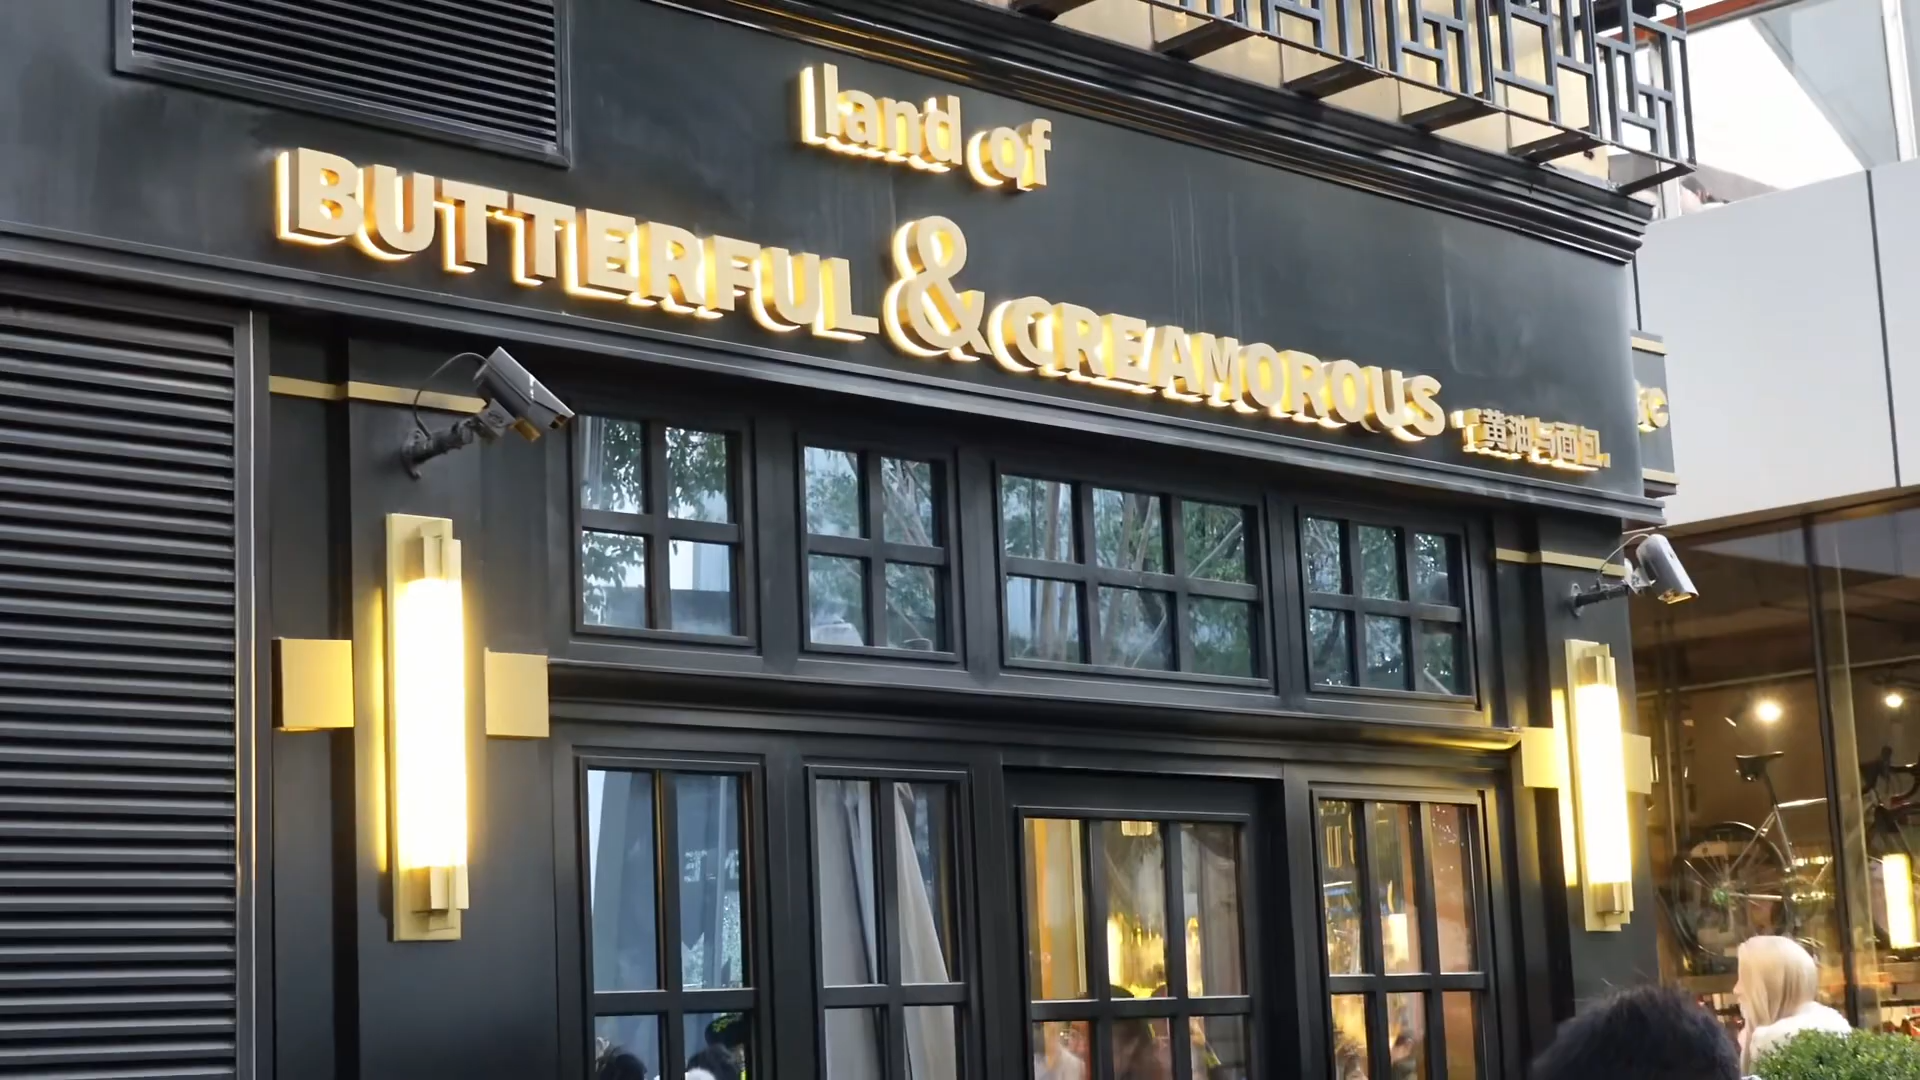 land of
BUTTERFUL & CREAMOROUS
黄油与面包